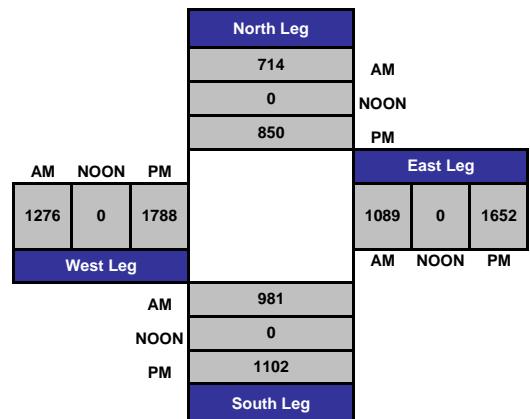 North Leg
714 AM
0 NOON
850 PM
AM NOON PM
East Leg
1276 0 1788
1089 0 1652
West Leg
AM NOON PM
AM 981
NOON 0
PM 1102
South Leg